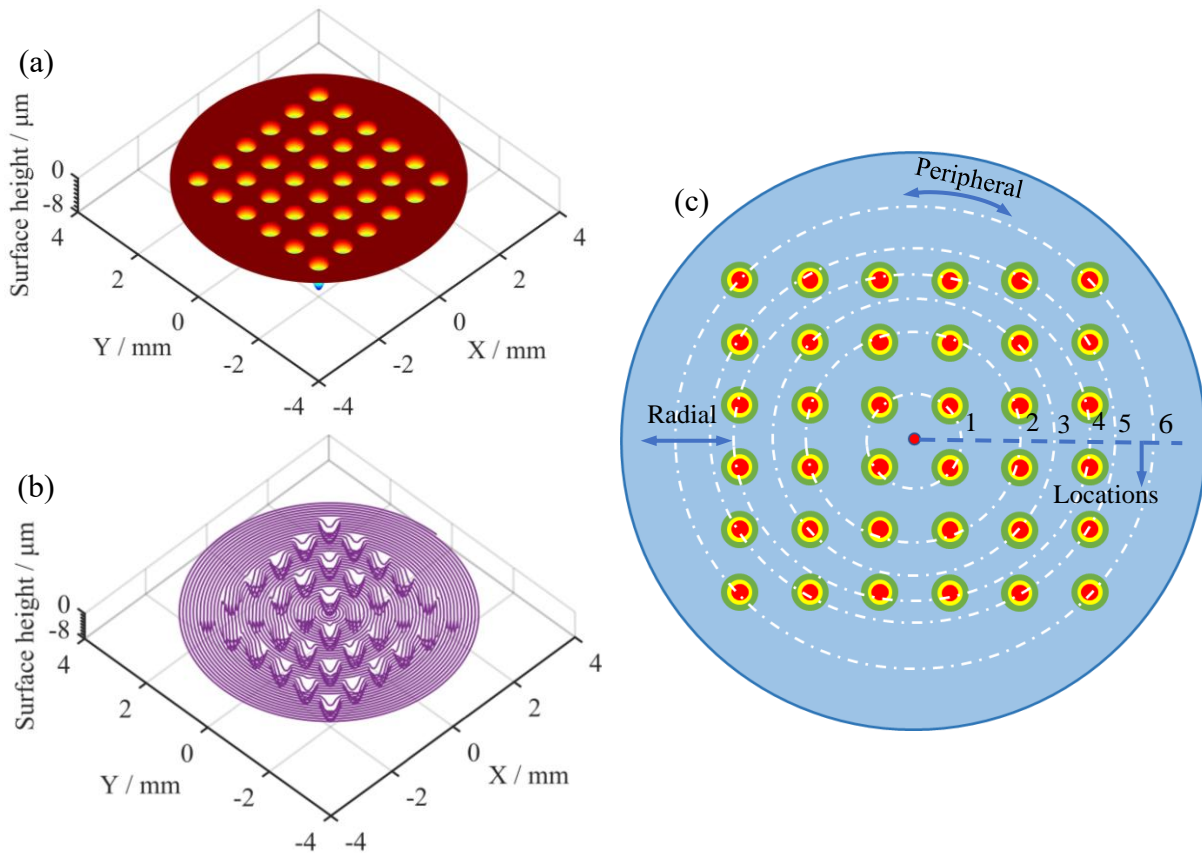 (a)
Surface height / μm
0
-8
4
2
0
-2
-4
Y / mm
-4
-2
0
2
4
X / mm
(b)
Surface height / μm
0
-8
4
2
0
-2
-4
Y / mm
-4
-2
0
2
4
X / mm
(c)
Peripheral
Radial
1 2 3 4 5 6
Locations